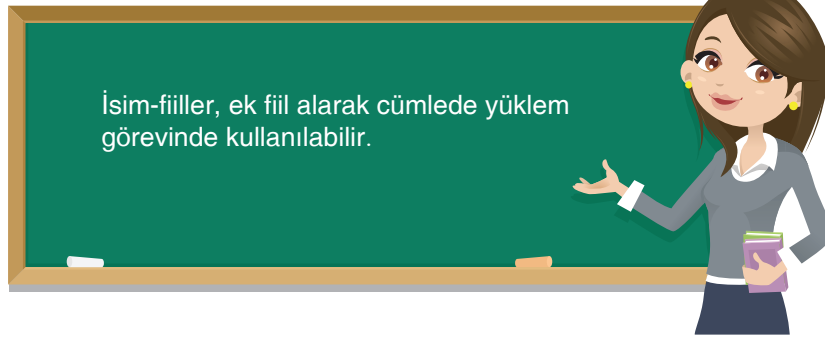 İsim-fiiller, ek fiil alarak cümlede yüklem
görevinde kullanılabilir.